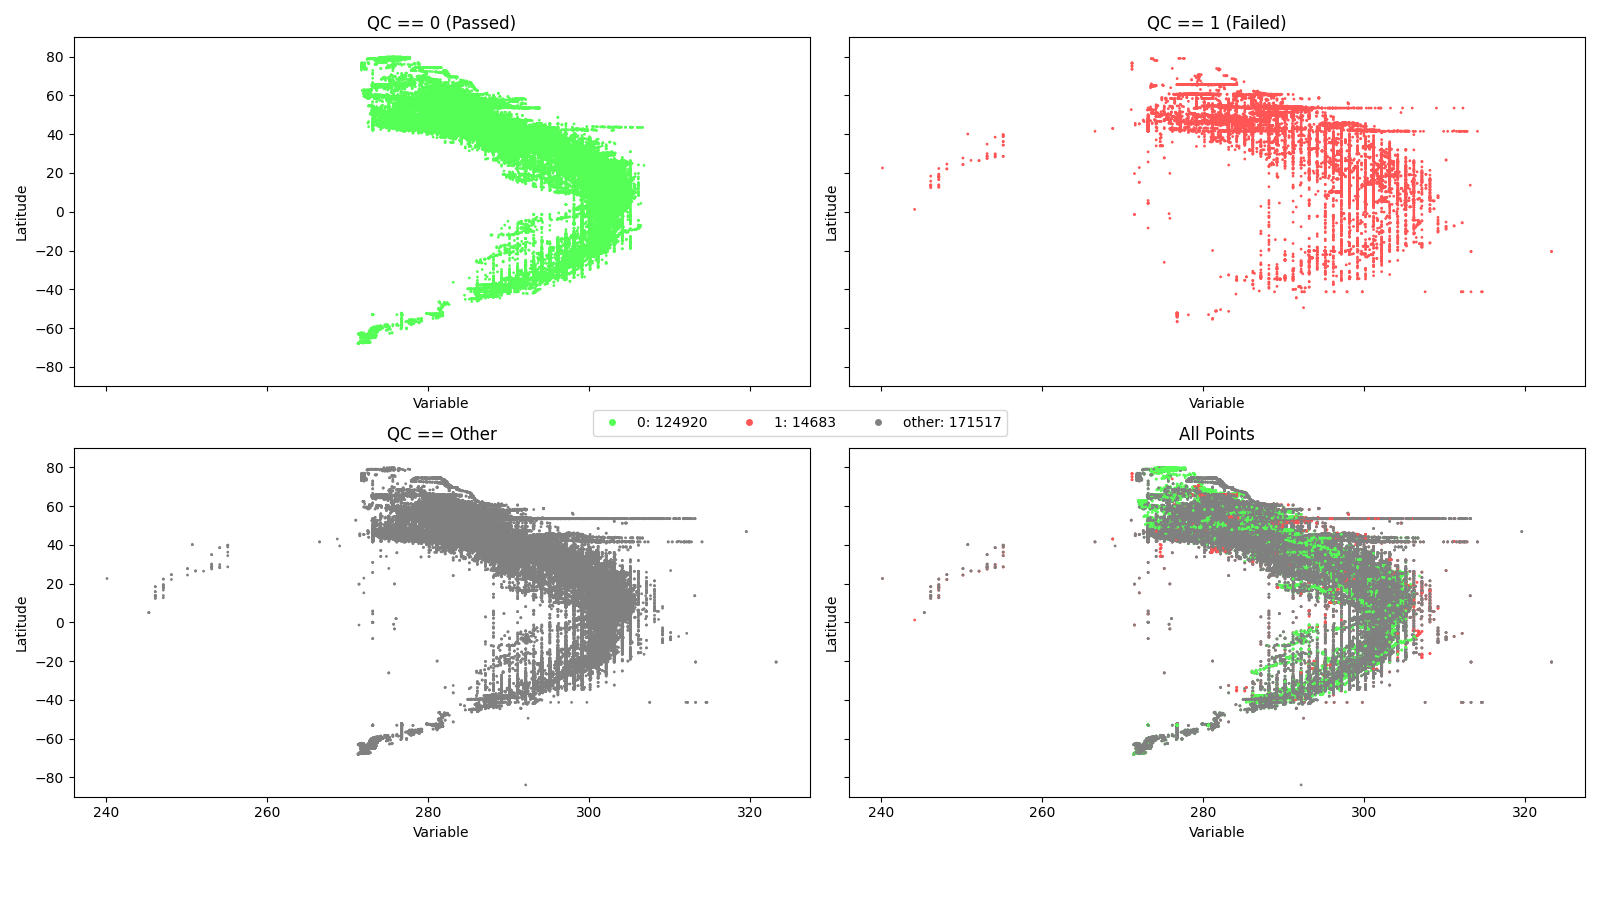 QC == 0 (Passed)
QC == 1 (Failed)
Latitude
80
60
40
20
0
−20
−40
−60
−80
Variable
Latitude
Variable
0: 124920
1: 14683
other: 171517
QC == Other
All Points
Latitude
80
60
40
20
0
−20
−40
−60
−80
240
260
280
300
320
Variable
Latitude
240
260
280
300
320
Variable